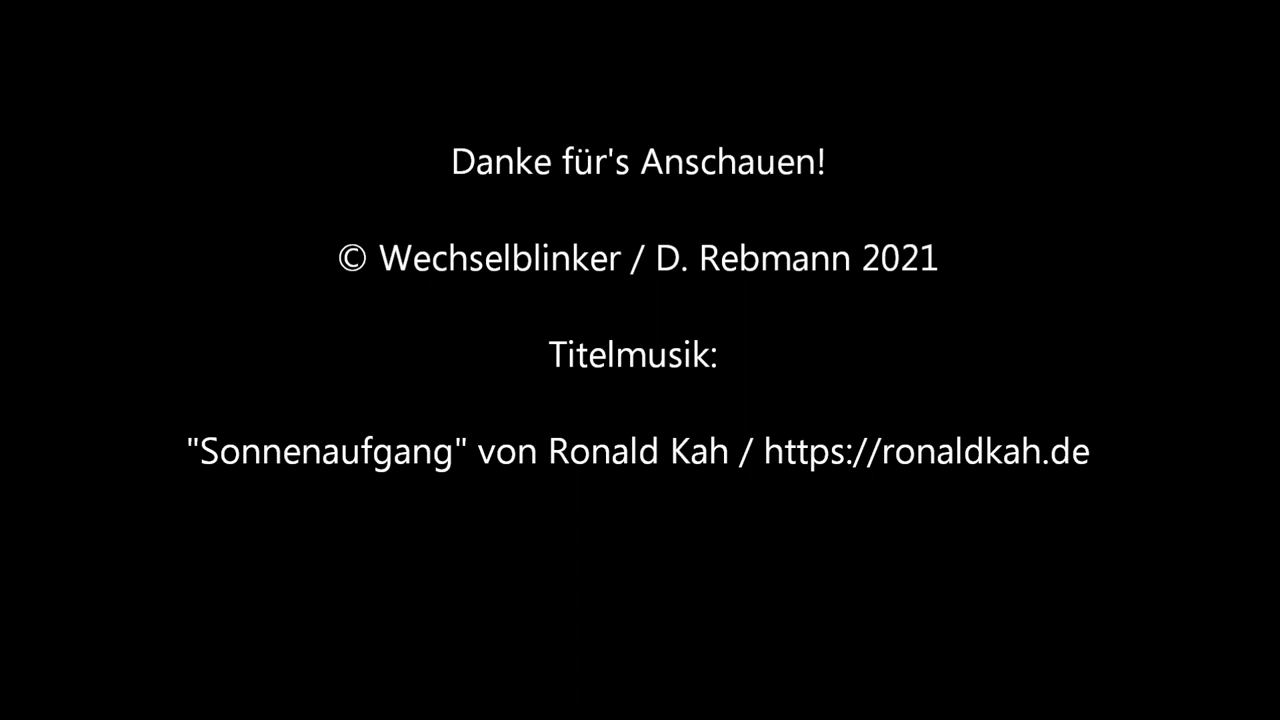 Danke für's Anschauen!
© Wechselblinker / D. Rebmann 2021
Titelmusik:
"Sonnenaufgang" von Ronald Kah / https://ronaldkah.de